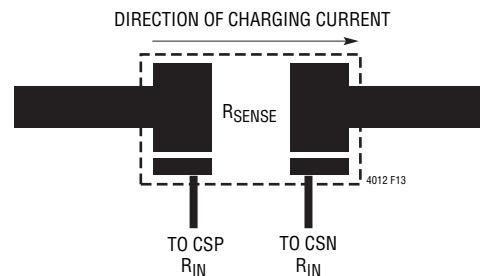 DIRECTION OF CHARGING CURRENT
RSENSE
4012 F13
TO CSP
RIN
TO CSN
RIN